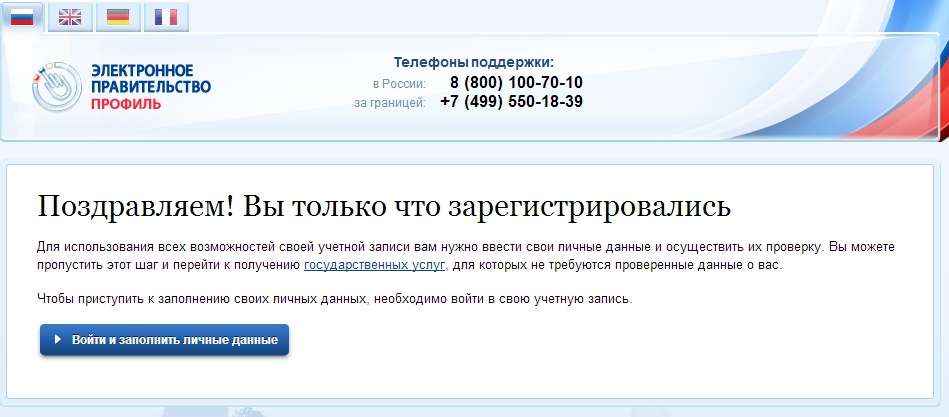 ЭЛЕКТРОННОЕ
ПРАВИТЕЛЬСТВО
ПРОФИЛЬ
Телефоны поддержки:
в России: 8 (800) 100-70-10
за границей: +7 (499) 550-18-39
Поздравляем! Вы только что зарегистрировались
Для использования всех возможностей своей учетной записи вам нужно ввести свои личные данные и осуществить их проверку. Вы можете
пропустить этот шаг и перейти к получению государственных услуг, для которых не требуются проверенные данные о вас.
Чтобы приступить к заполнению своих личных данных, необходимо войти в свою учетную запись.
Войти и заполнить личные данные